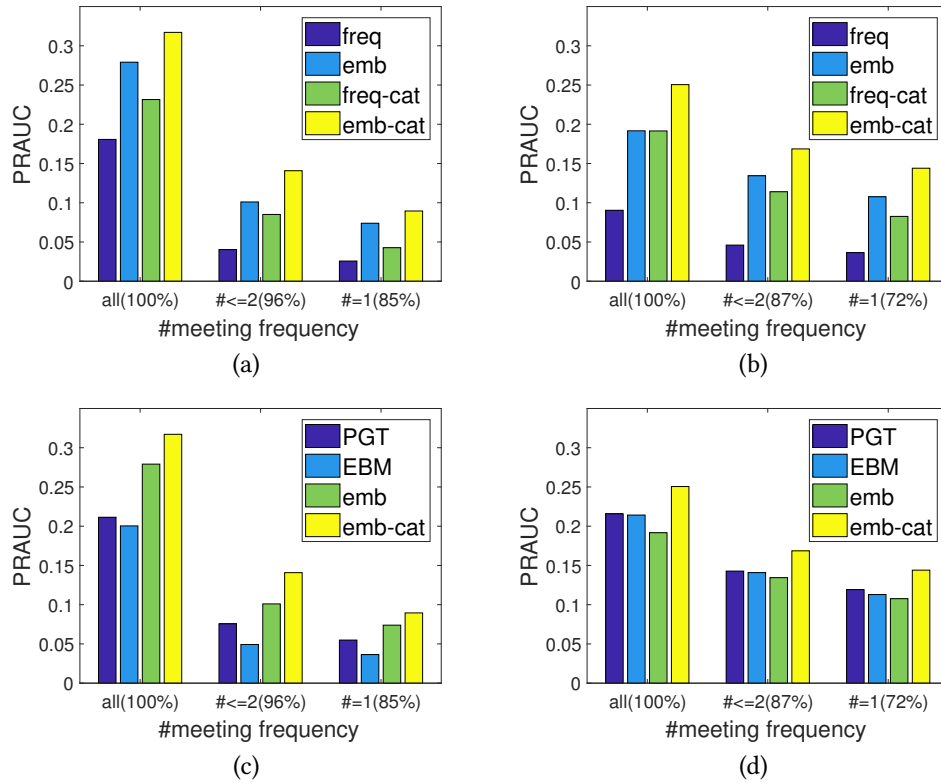 0.3
0.25
0.2
0.15
0.1
0.05
0
PRAUC
freq
emb
freq-cat
emb-cat
all(100%)
#<=2(96%)
#=1(85%)
#meeting frequency
(a)
0.3
0.25
0.2
0.15
0.1
0.05
0
PRAUC
freq
emb
freq-cat
emb-cat
all(100%)
#<=2(87%)
#=1(72%)
#meeting frequency
(b)
0.3
0.25
0.2
0.15
0.1
0.05
0
PRAUC
PGT
EBM
emb
emb-cat
all(100%)
#<=2(96%)
#=1(85%)
#meeting frequency
(c)
0.3
0.25
0.2
0.15
0.1
0.05
0
PRAUC
PGT
EBM
emb
emb-cat
all(100%)
#<=2(87%)
#=1(72%)
#meeting frequency
(d)